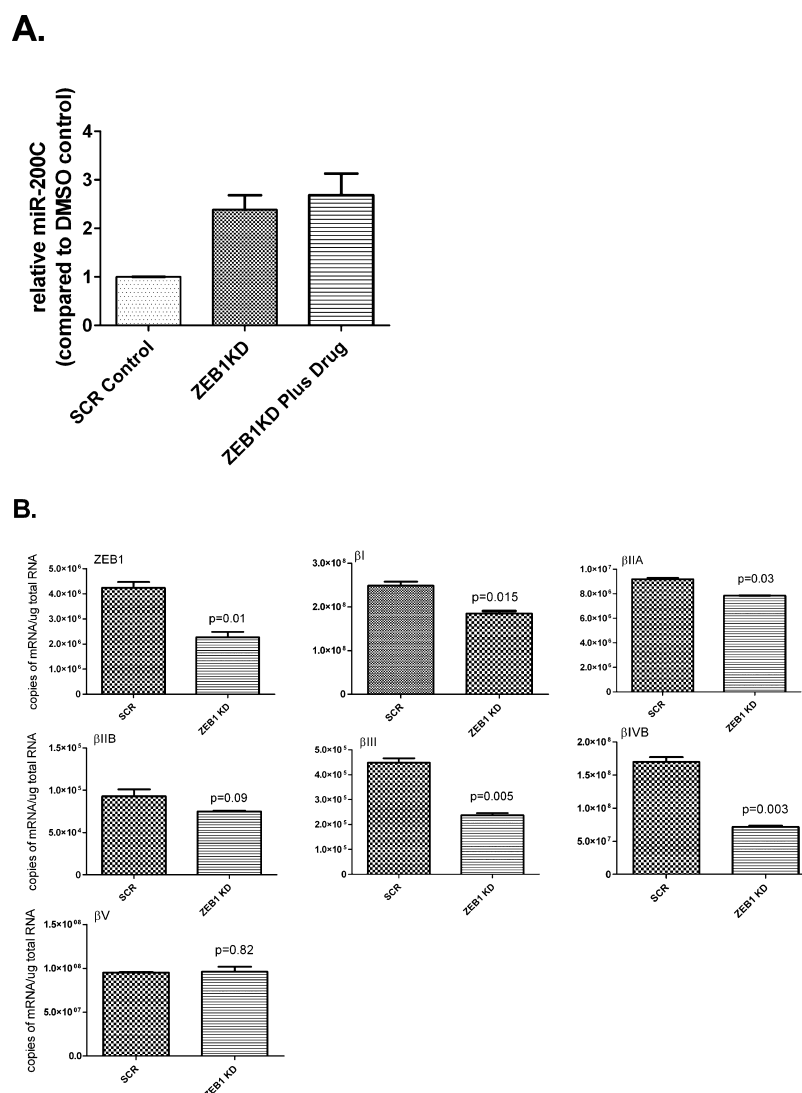 A.
relative miR-200C
(compared to DMSO control)
4
3
2
1
0
SCR Control
ZEB1KD
ZEB1KD Plus Drug
B.
ZEB1
copies of mRNA/ug total RNA
5.0×10⁶
4.0×10⁶
3.0×10⁶
2.0×10⁶
1.0×10⁶
0
p=0.01
SCR
ZEB1 KD
βI
3.0×10⁸
2.0×10⁸
1.0×10⁸
0
p=0.015
SCR
ZEB1 KD
βIIA
1.0×10⁷
8.0×10⁶
6.0×10⁶
4.0×10⁶
2.0×10⁶
0
p=0.03
SCR
ZEB1 KD
βIIB
copies of mRNA/ug total RNA
1.5×10⁵
1.0×10⁵
5.0×10⁴
0
p=0.09
SCR
ZEB1 KD
βIII
5.0×10⁵
4.0×10⁵
3.0×10⁵
2.0×10⁵
1.0×10⁵
0
p=0.005
SCR
ZEB1 KD
βIVB
2.0×10⁸
1.5×10⁸
1.0×10⁸
5.0×10⁷
0
p=0.003
SCR
ZEB1 KD
βV
copies of mRNA/ug total RNA
1.5×10⁰⁸
1.0×10⁰⁸
5.0×10⁰⁷
0.0
p=0.82
SCR
ZEB1 KD